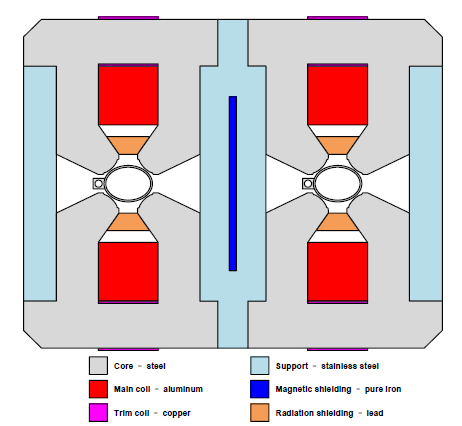 Core - steel
Support - stainless steel
Main coil - aluminum
Magnetic shielding - pure iron
Trim coil - copper
Radiation shielding - lead